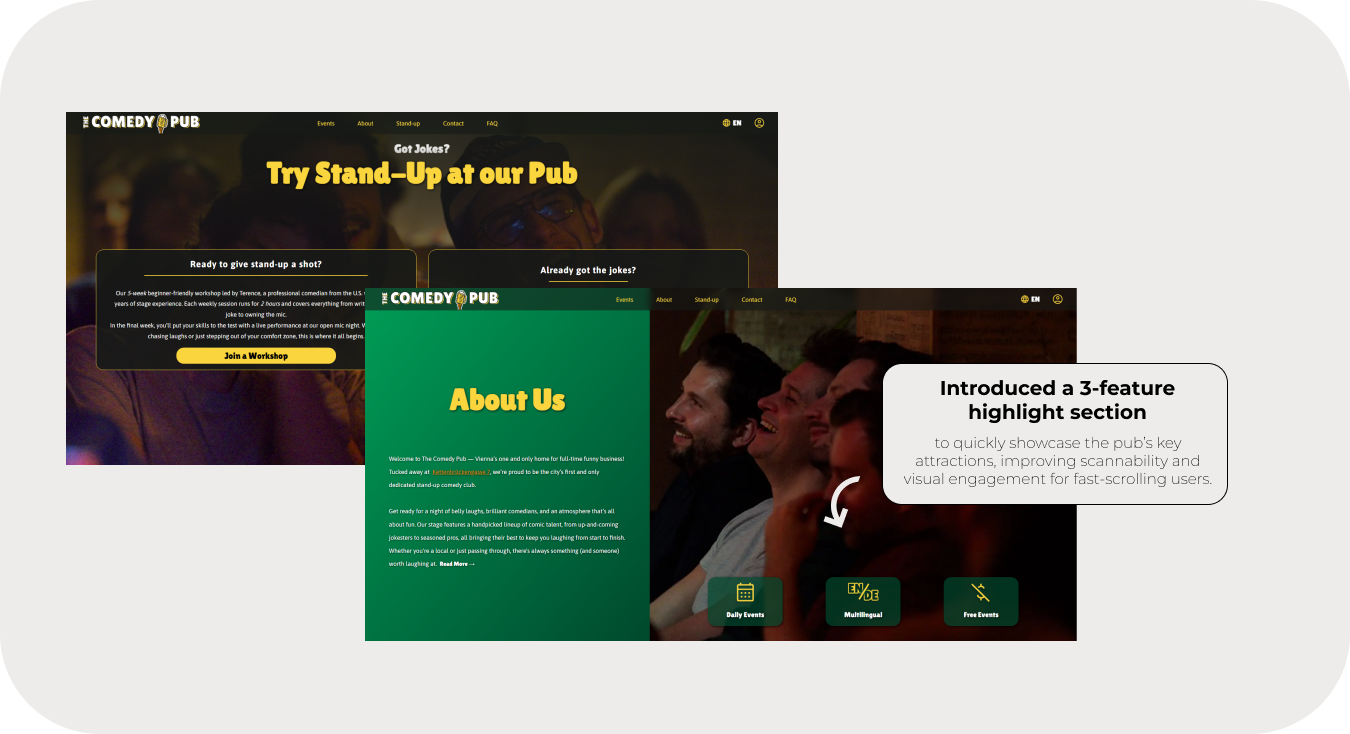 THE COMEDY PUB
Events About Stand-up Contact FAQ
EN
Got Jokes?
Try Stand-Up at our Pub
Ready to give stand-up a shot?
Our 5-week beginner-friendly workshop led by Terence, a professional comedian from the U.S.
years of stage experience. Each weekly session runs for 2 hours and covers everything from
joke to owning the mic.
In the final week, you'll put your skills to the test with a live performance at our open mic night.
chasing laughs or just stepping out of your comfort zone, this is where it all begins.
Join a Workshop
Already got the jokes?
THE COMEDY PUB
Events About Stand-up Contact FAQ
EN
About Us
Welcome to The Comedy Pub — Vienna's one and only home for full-time funny business!
Tucked away at Kettenbrückengasse 7, we're proud to be the city's first and only
dedicated stand-up comedy club.
Get ready for a night of belly laughs, brilliant comedians, and an atmosphere that's all
about fun. Our stage features a handpicked lineup of comic talent, from up-and-coming
jokesters to seasoned pros, all bringing their best to keep you laughing from start to finish.
Whether you're a local or just passing through, there's always something (and someone)
worth laughing at. Read More →
Introduced a 3-feature
highlight section
to quickly showcase the pub's key
attractions, improving scannability and
visual engagement for fast-scrolling users.
Daily Events
EN/DE
Multilingual
Free Events